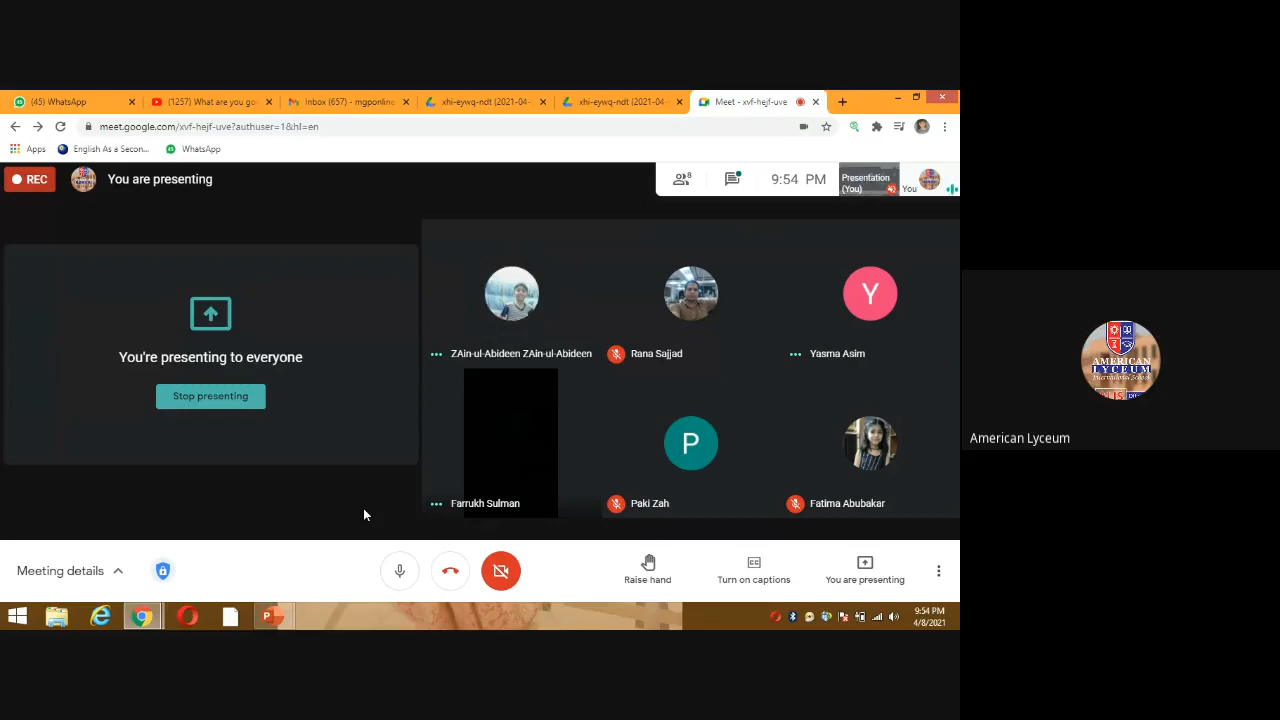 (45) WhatsApp
(1257) What are you go
Inbox (657) - mgponline
xhi-eywq-ndt (2021-04-
xhi-eywq-ndt (2021-04-
Meet - xvf-hejf-uve
meet.google.com/xvf-hejf-uve?authuser=1&hl=en
Apps
English As a Secon...
WhatsApp
REC
You are presenting
8
9:54 PM
Presentation
(You)
You
You're presenting to everyone
Stop presenting
ZAin-ul-Abideen ZAin-ul-Abideen
Rana Sajjad
Y
Yasma Asim
Farrukh Sulman
P
Paki Zah
Fatima Abubakar
AMERICAN
LYCEUM
International School
American Lyceum
Meeting details
Raise hand
CC
Turn on captions
You are presenting
9:54 PM
4/8/2021